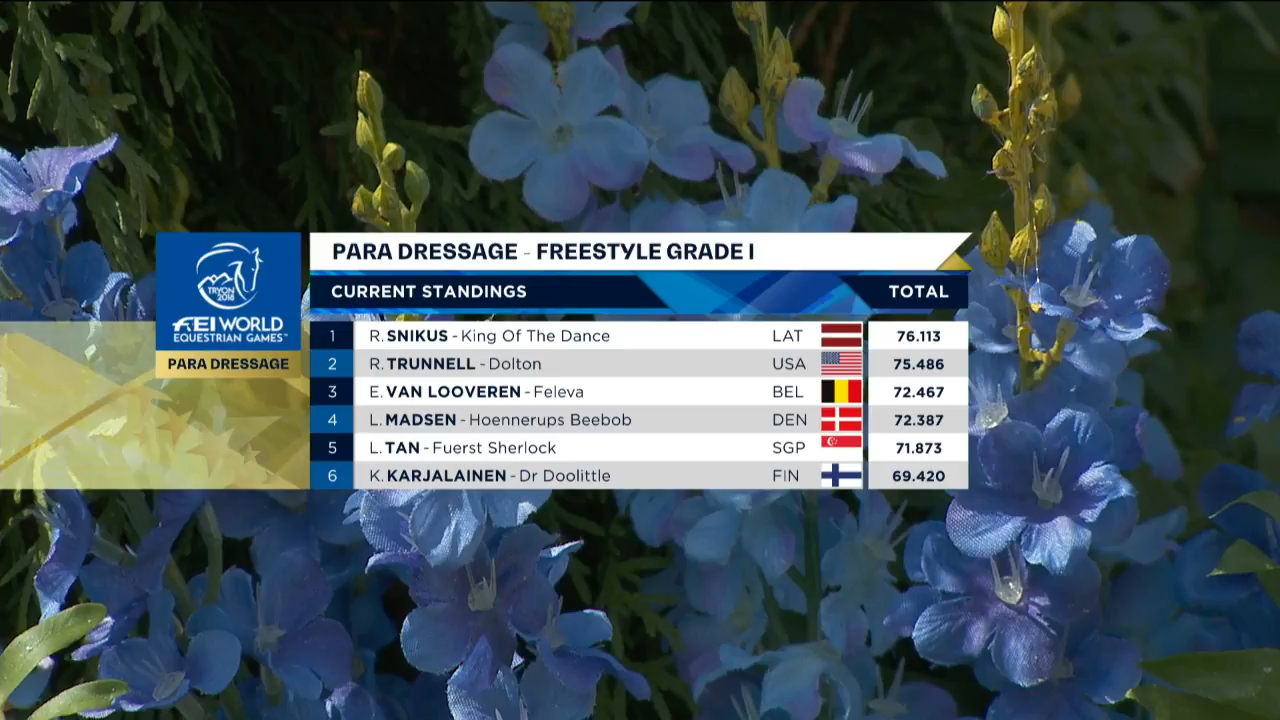 PARA DRESSAGE - FREESTYLE GRADE I
CURRENT STANDINGS TOTAL
TRYON
2018
FEI WORLD
EQUESTRIAN GAMES™
PARA DRESSAGE
1 R. SNIKUS - King Of The Dance LAT 76.113
2 R. TRUNNELL - Dolton USA 75.486
3 E. VAN LOOVEREN - Feleva BEL 72.467
4 L. MADSEN - Hoennerups Beebob DEN 72.387
5 L. TAN - Fuerst Sherlock SGP 71.873
6 K. KARJALAINEN - Dr Doolittle FIN 69.420